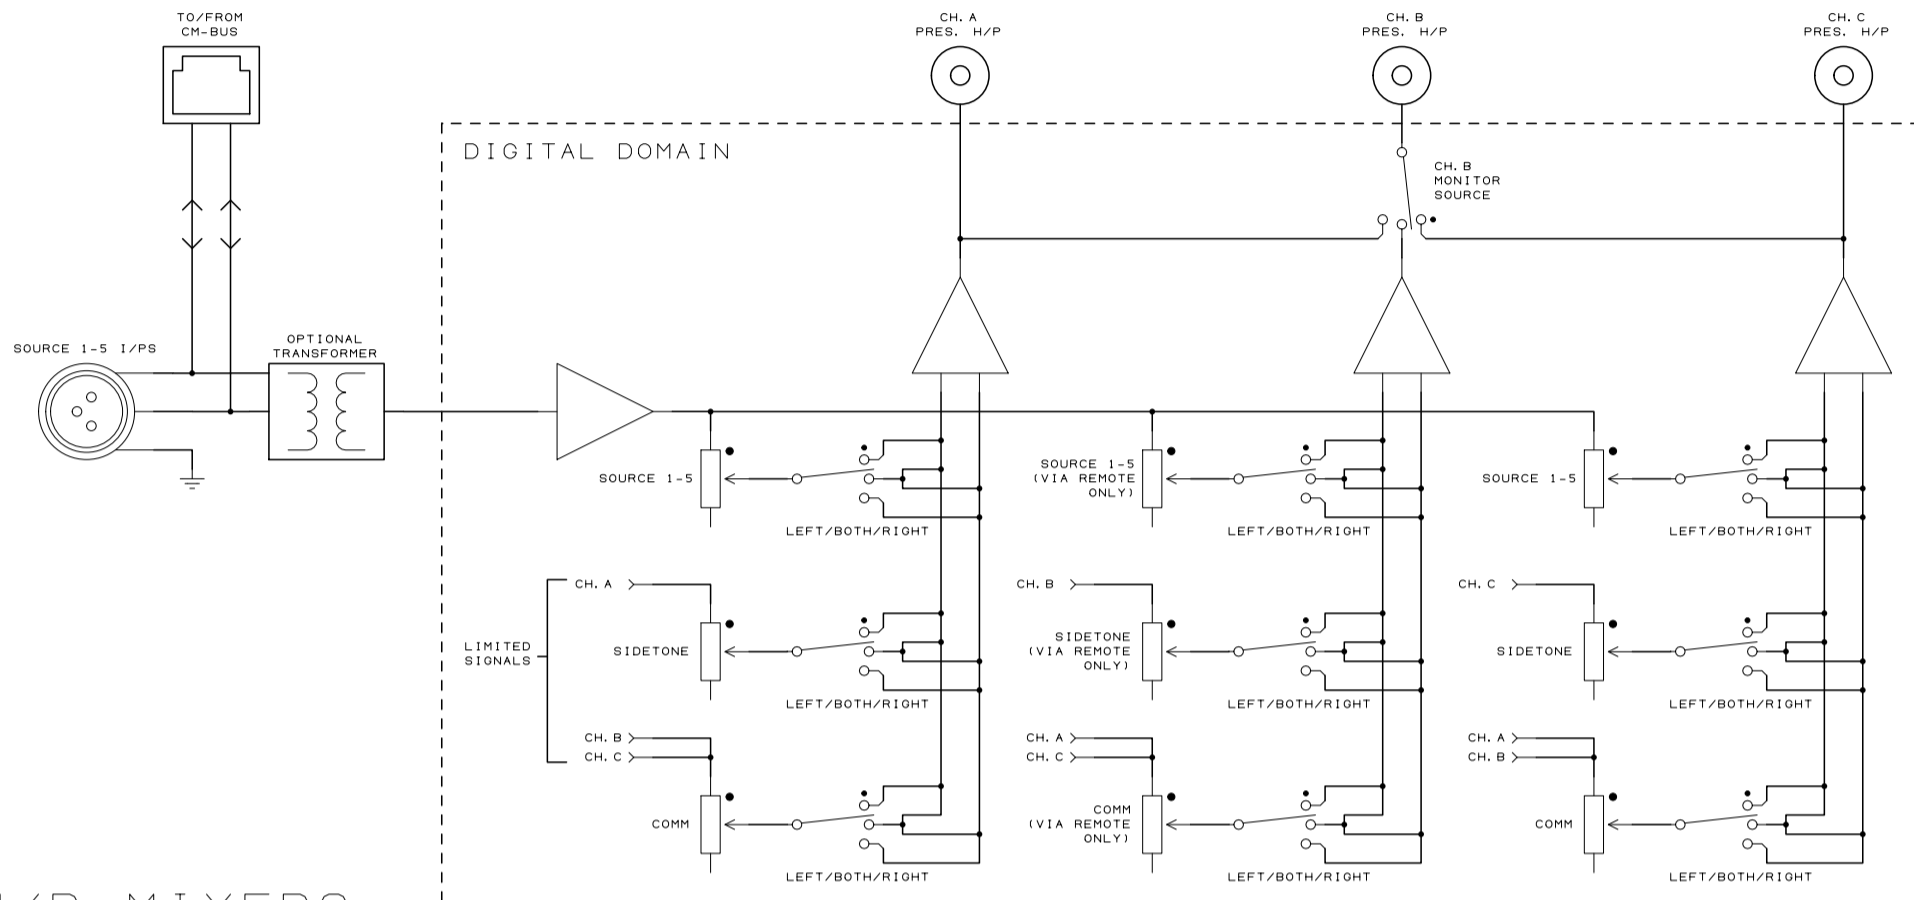 TO/FROM
CM-BUS
CH. A
PRES. H/P
CH. B
PRES. H/P
CH. C
PRES. H/P
DIGITAL DOMAIN
CH. B
MONITOR
SOURCE
SOURCE 1-5 I/PS
OPTIONAL
TRANSFORMER
SOURCE 1-5
LEFT/BOTH/RIGHT
SOURCE 1-5
(VIA REMOTE
ONLY)
LEFT/BOTH/RIGHT
SOURCE 1-5
LEFT/BOTH/RIGHT
LIMITED
SIGNALS
CH. A
SIDETONE
LEFT/BOTH/RIGHT
CH. B
SIDETONE
(VIA REMOTE
ONLY)
LEFT/BOTH/RIGHT
CH. C
SIDETONE
LEFT/BOTH/RIGHT
CH. B
CH. C
COMM
LEFT/BOTH/RIGHT
CH. A
CH. C
COMM
(VIA REMOTE
ONLY)
LEFT/BOTH/RIGHT
CH. A
CH. B
COMM
LEFT/BOTH/RIGHT
MIXERS